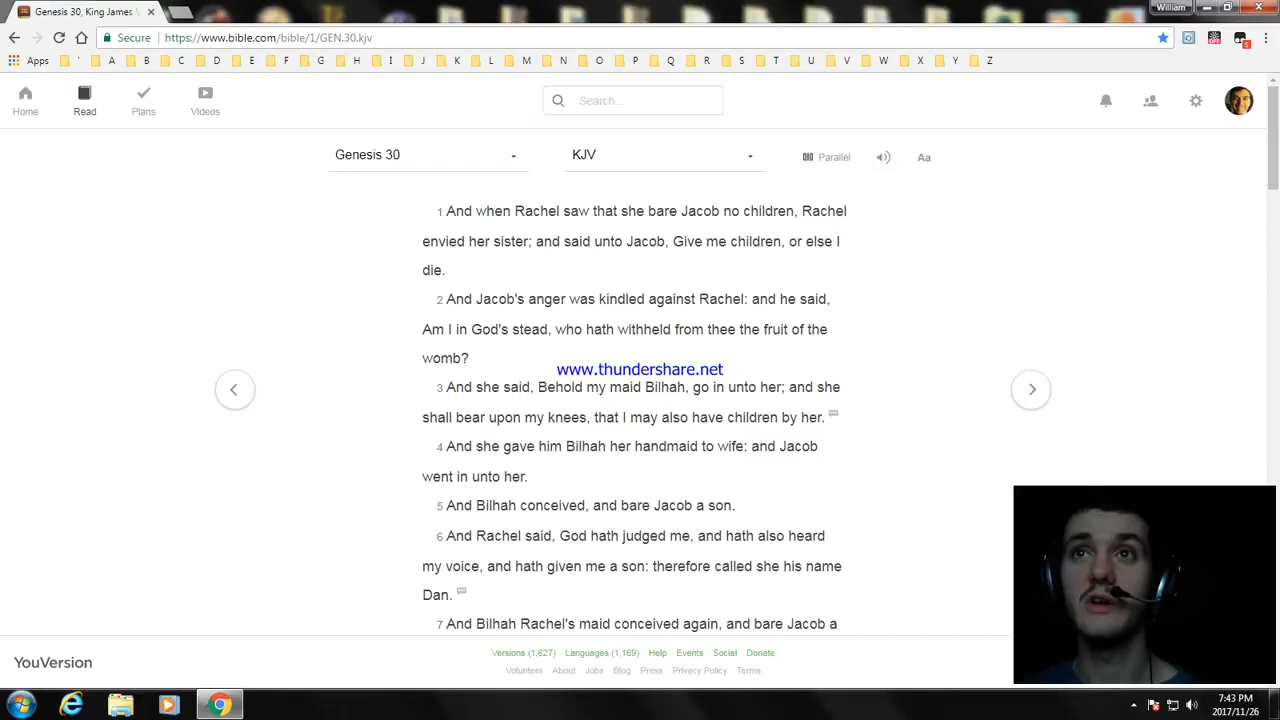 Genesis 30, King James V
William
Secure https://www.bible.com/bible/1/GEN.30.kjv
Apps ' A B C D E F G H I J K L M N O P Q R S T U V W X Y Z
Home Read Plans Videos
Search...
Genesis 30 KJV Parallel Aa
1 And when Rachel saw that she bare Jacob no children, Rachel
envied her sister; and said unto Jacob, Give me children, or else I
die.
2 And Jacob's anger was kindled against Rachel: and he said,
Am I in God's stead, who hath withheld from thee the fruit of the
womb?
www.thundershare.net
3 And she said, Behold my maid Bilhah, go in unto her; and she
shall bear upon my knees, that I may also have children by her.
4 And she gave him Bilhah her handmaid to wife: and Jacob
went in unto her.
5 And Bilhah conceived, and bare Jacob a son.
6 And Rachel said, God hath judged me, and hath also heard
my voice, and hath given me a son: therefore called she his name
Dan.
7 And Bilhah Rachel's maid conceived again, and bare Jacob a
YouVersion
Versions (1,627) Languages (1,169) Help Events Social Donate
Volunteer About Jobs Blog Press Privacy Policy Terms
7:43 PM
2017/11/26